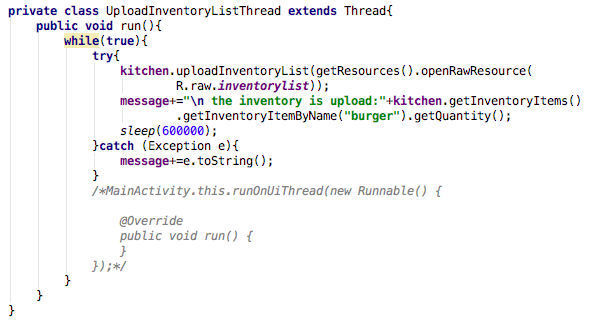 private class UploadInventoryListThread extends Thread{
    public void run(){
        while(true){
            try{
                kitchen.uploadInventoryList(getResources().openRawResource(
                        R.raw.inventorylist));
                message+="\n the inventory is upload:"+kitchen.getInventoryItems()
                        .getInventoryItemByName("burger").getQuantity();
                sleep(600000);
            }catch (Exception e){
                message+=e.toString();
            }
            /*MainActivity.this.runOnUiThread(new Runnable() {
                @Override
                public void run() {
                }
            });*/
        }
    }
}